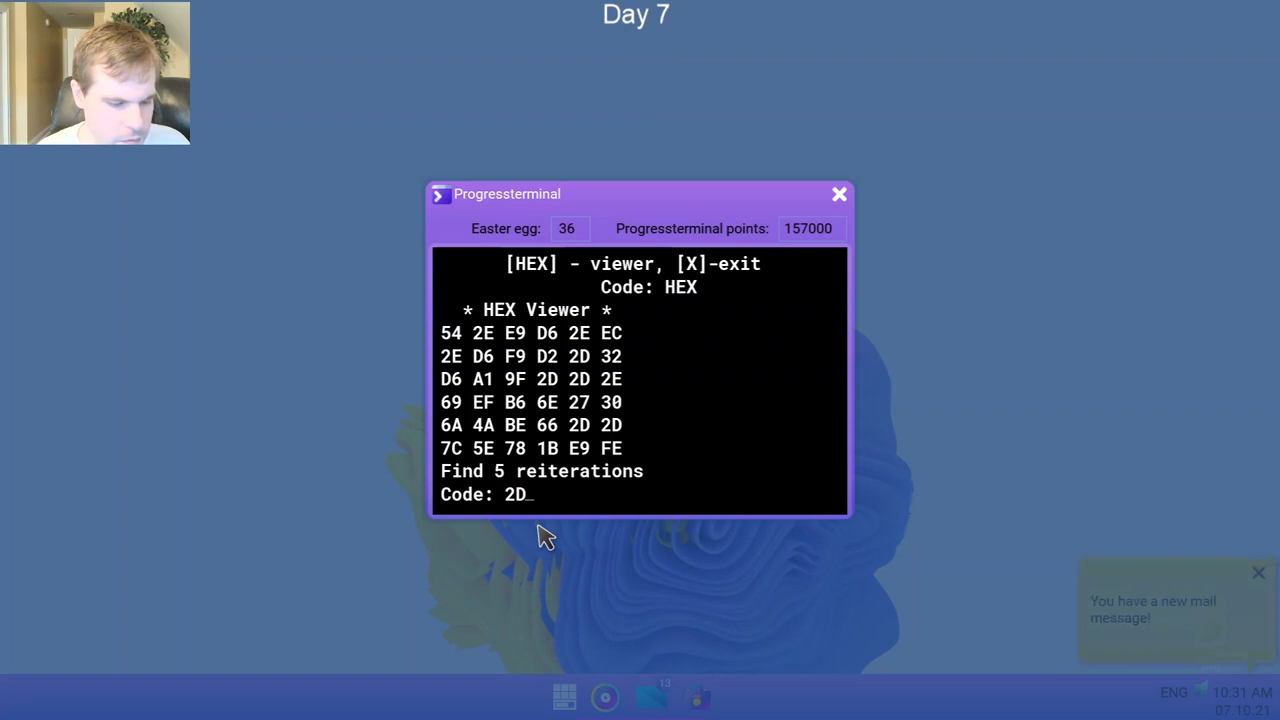 Day 7
Progressterminal
Easter egg: 36 Progressterminal points: 157000
[HEX] - viewer, [X]-exit
Code: HEX
* HEX Viewer *
54 2E E9 D6 2E EC
2E D6 F9 D2 2D 32
D6 A1 9F 2D 2D 2E
69 EF B6 6E 27 30
6A 4A BE 66 2D 2D
7C 5E 78 1B E9 FE
Find 5 reiterations
Code: 2D_
You have a new mail
message!
13
ENG 10:31 AM
07.10.21